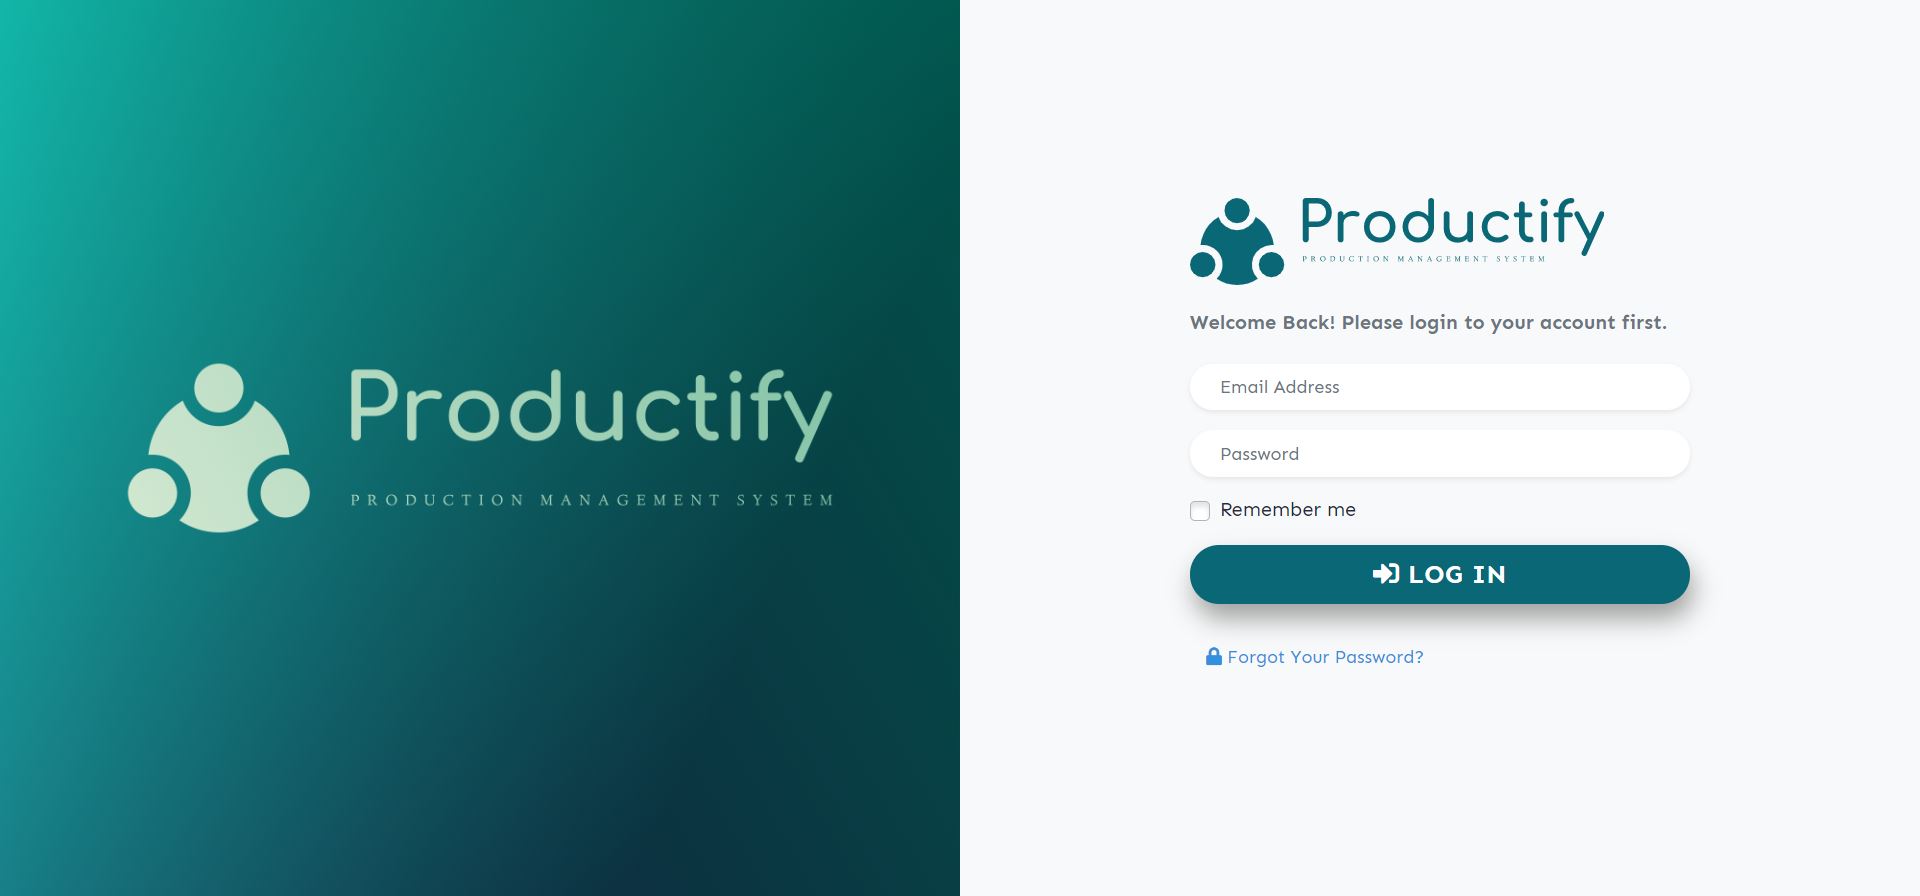 Productify
PRODUCTION MANAGEMENT SYSTEM
Productify
PRODUCTION MANAGEMENT SYSTEM
Welcome Back! Please login to your account first.
Email Address
Password
Remember me
LOG IN
Forgot Your Password?